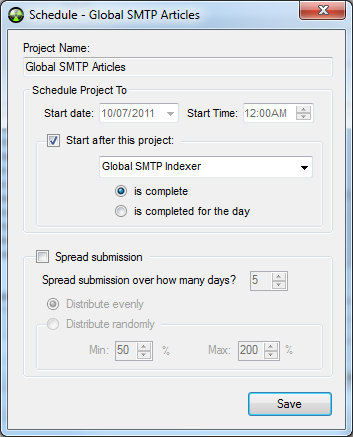 Schedule - Global SMTP Articles
Project Name:
Global SMTP Articles
Schedule Project To
Start date: 10/07/2011 Start Time: 12:00AM
Start after this project:
Global SMTP Indexer
is complete
is completed for the day
Spread submission
Spread submission over how many days? 5
Distribute evenly
Distribute randomly
Min: 50 % Max: 200 %
Save